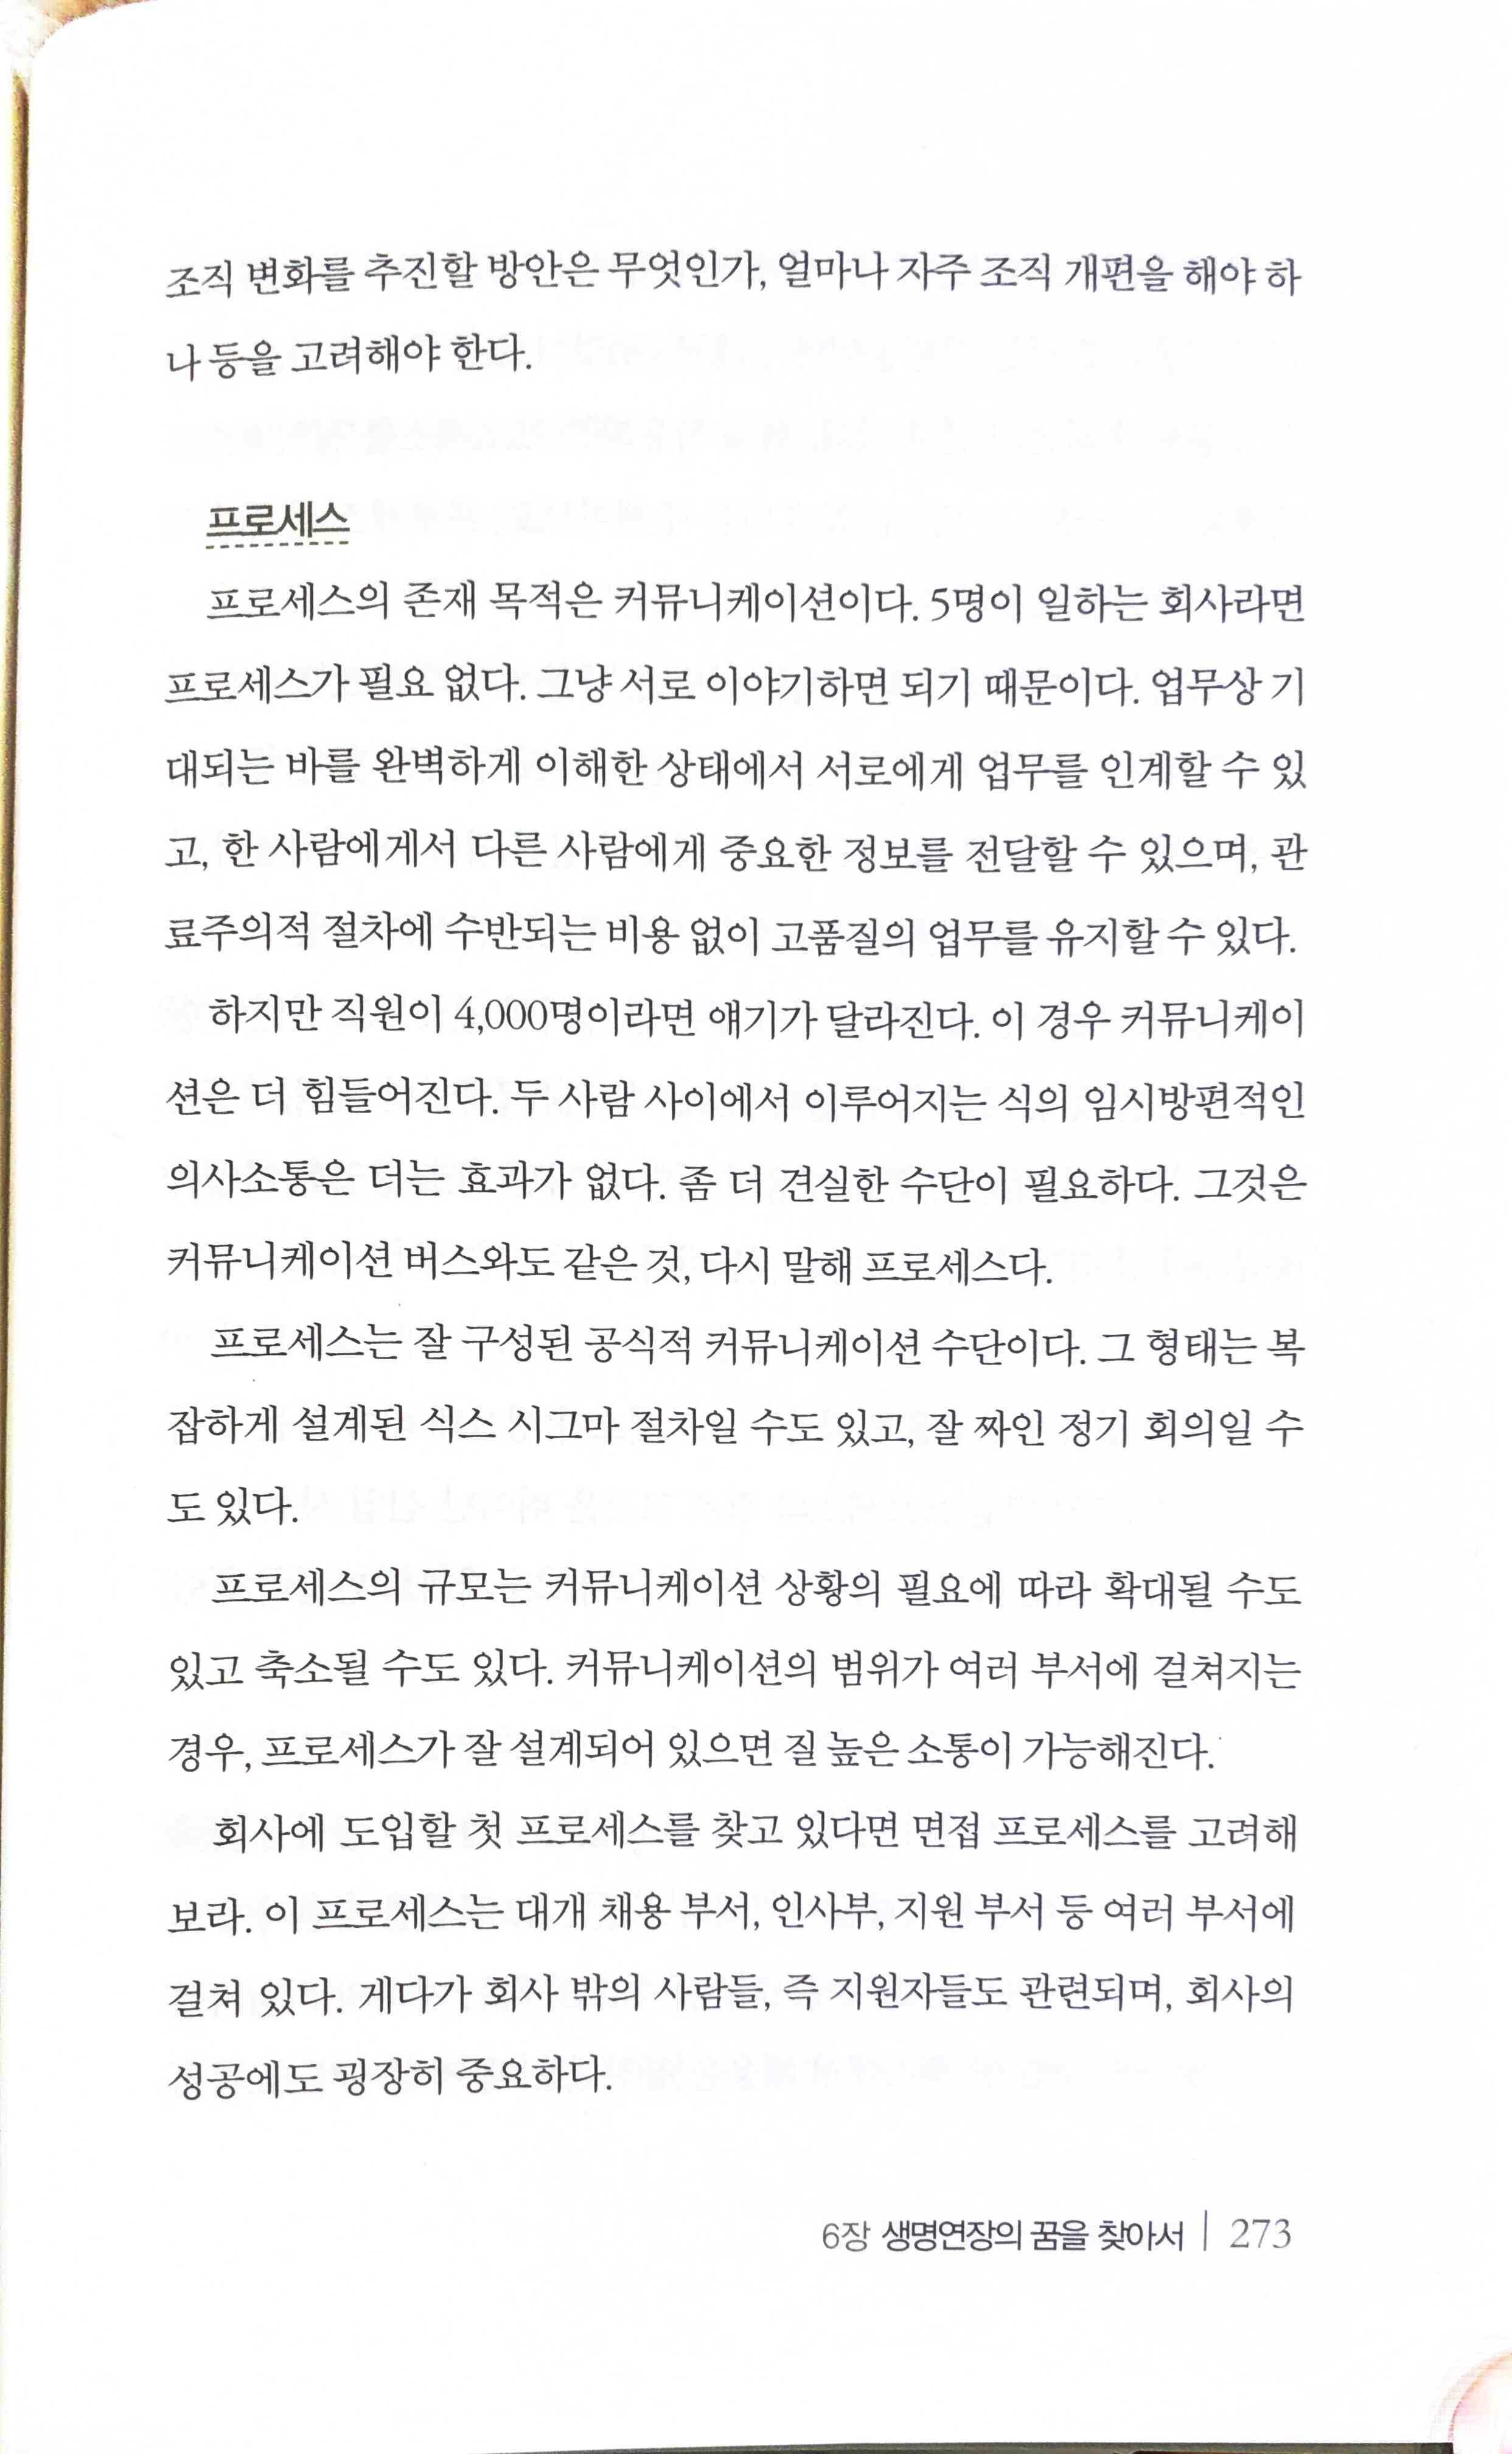 조직 변화를 추진할 방안은 무엇인가, 얼마나 자주 조직 개편을 해야 하
나 등을 고려해야 한다.
프로세스
프로세스의 존재 목적은 커뮤니케이션이다. 5명이 일하는 회사라면
프로세스가 필요 없다. 그냥 서로 이야기하면 되기 때문이다. 업무상 기
대되는 바를 완벽하게 이해한 상태에서 서로에게 업무를 인계할 수 있
고, 한 사람에게서 다른 사람에게 중요한 정보를 전달할 수 있으며, 관
료주의적 절차에 수반되는 비용 없이 고품질의 업무를 유지할 수 있다.
하지만 직원이 4,000명이라면 얘기가 달라진다. 이 경우 커뮤니케이
션은 더 힘들어진다. 두 사람 사이에서 이루어지는 식의 임시방편적인
의사소통은 더는 효과가 없다. 좀 더 견실한 수단이 필요하다. 그것은
커뮤니케이션 버스와도 같은 것, 다시 말해 프로세스다.
프로세스는 잘 구성된 공식적 커뮤니케이션 수단이다. 그 형태는 복
잡하게 설계된 식스 시그마 절차일 수도 있고, 잘 짜인 정기 회의일 수
도 있다.
프로세스의 규모는 커뮤니케이션 상황의 필요에 따라 확대될 수도
있고 축소될 수도 있다. 커뮤니케이션의 범위가 여러 부서에 걸쳐지는
경우, 프로세스가 잘 설계되어 있으면 질 높은 소통이 가능해진다.
회사에 도입할 첫 프로세스를 찾고 있다면 면접 프로세스를 고려해
보라. 이 프로세스는 대개 채용 부서, 인사부, 지원 부서 등 여러 부서에
걸쳐 있다. 게다가 회사 밖의 사람들, 즉 지원자들도 관련되며, 회사의
성공에도 굉장히 중요하다.
6장 생명연장의 꿈을 찾아서 | 273